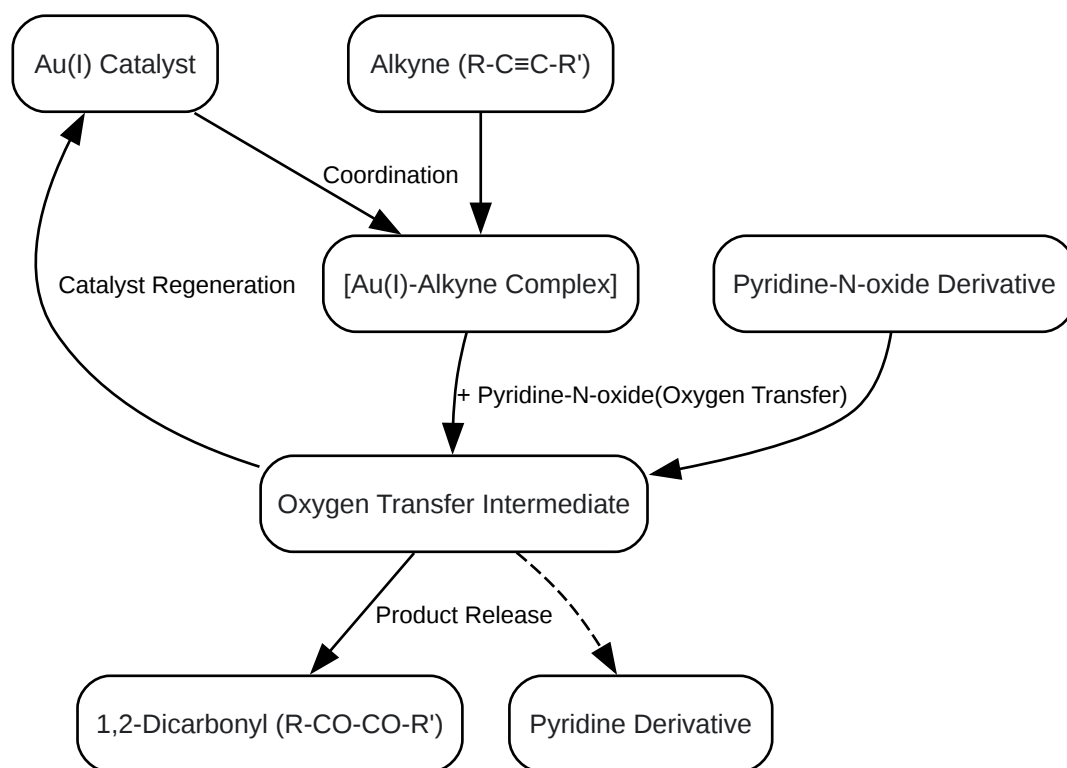 Au(I) Catalyst
Alkyne (R-C≡C-R')
Coordination
Catalyst Regeneration
[Au(I)-Alkyne Complex]
Pyridine-N-oxide Derivative
+ Pyridine-N-oxide(Oxygen Transfer)
Oxygen Transfer Intermediate
Product Release
1,2-Dicarbonyl (R-CO-CO-R')
Pyridine Derivative